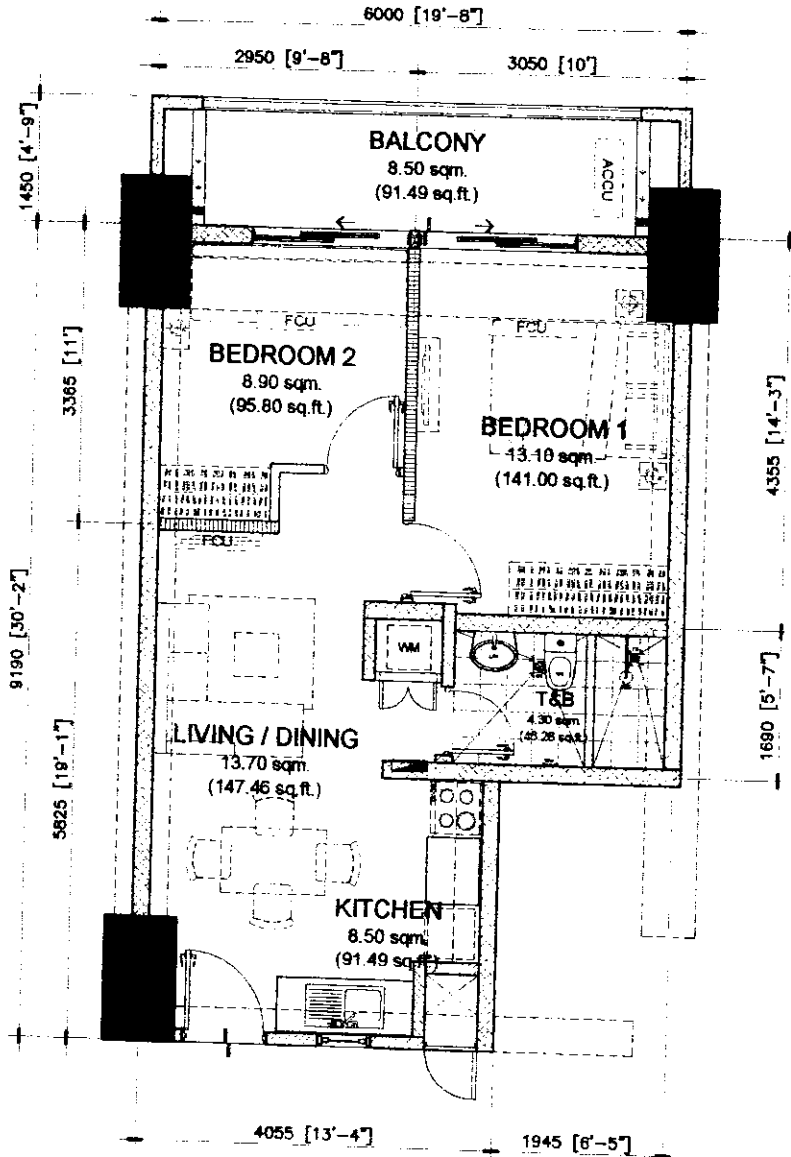 6000 [19'-8"]
2950 [9'-8"]
3050 [10']
1450 [4'-9"]
BALCONY
8.50 sqm.
(91.49 sq.ft.)
ACCU
3365 [11']
FCU
BEDROOM 2
8.90 sqm.
(95.80 sq.ft.)
FCU
BEDROOM 1
13.10 sqm.
(141.00 sq.ft.)
4355 [14'-3"]
FCU
9190 [30'-2"]
WM
T&B
4.30 sqm.
(46.28 sq.ft.)
1690 [5'-7"]
LIVING / DINING
13.70 sqm.
(147.46 sq.ft.)
5825 [19'-1"]
KITCHEN
8.50 sqm.
(91.49 sq.ft.)
4055 [13'-4"]
1945 [6'-5"]